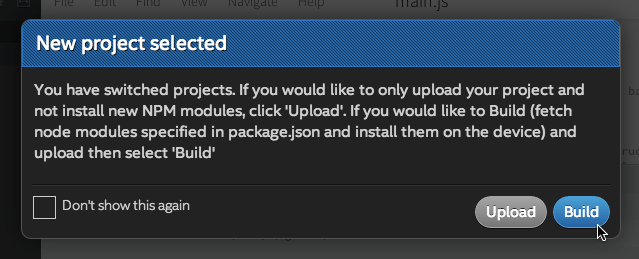 File Edit Find View Navigate Help
main.js
New project selected
You have switched projects. If you would like to only upload your project and
not install new NPM modules, click 'Upload'. If you would like to Build (fetch
node modules specified in package.json and install them on the device) and
upload then select 'Build'
Don't show this again
Upload
Build